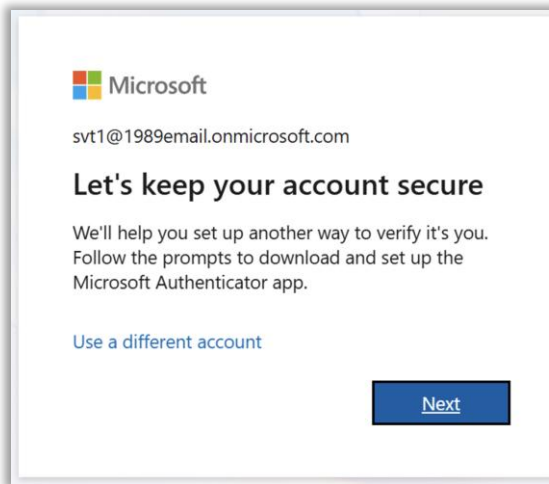 Microsoft
svt1@1989email.onmicrosoft.com
Let's keep your account secure
We'll help you set up another way to verify it's you.
Follow the prompts to download and set up the
Microsoft Authenticator app.
Use a different account
Next